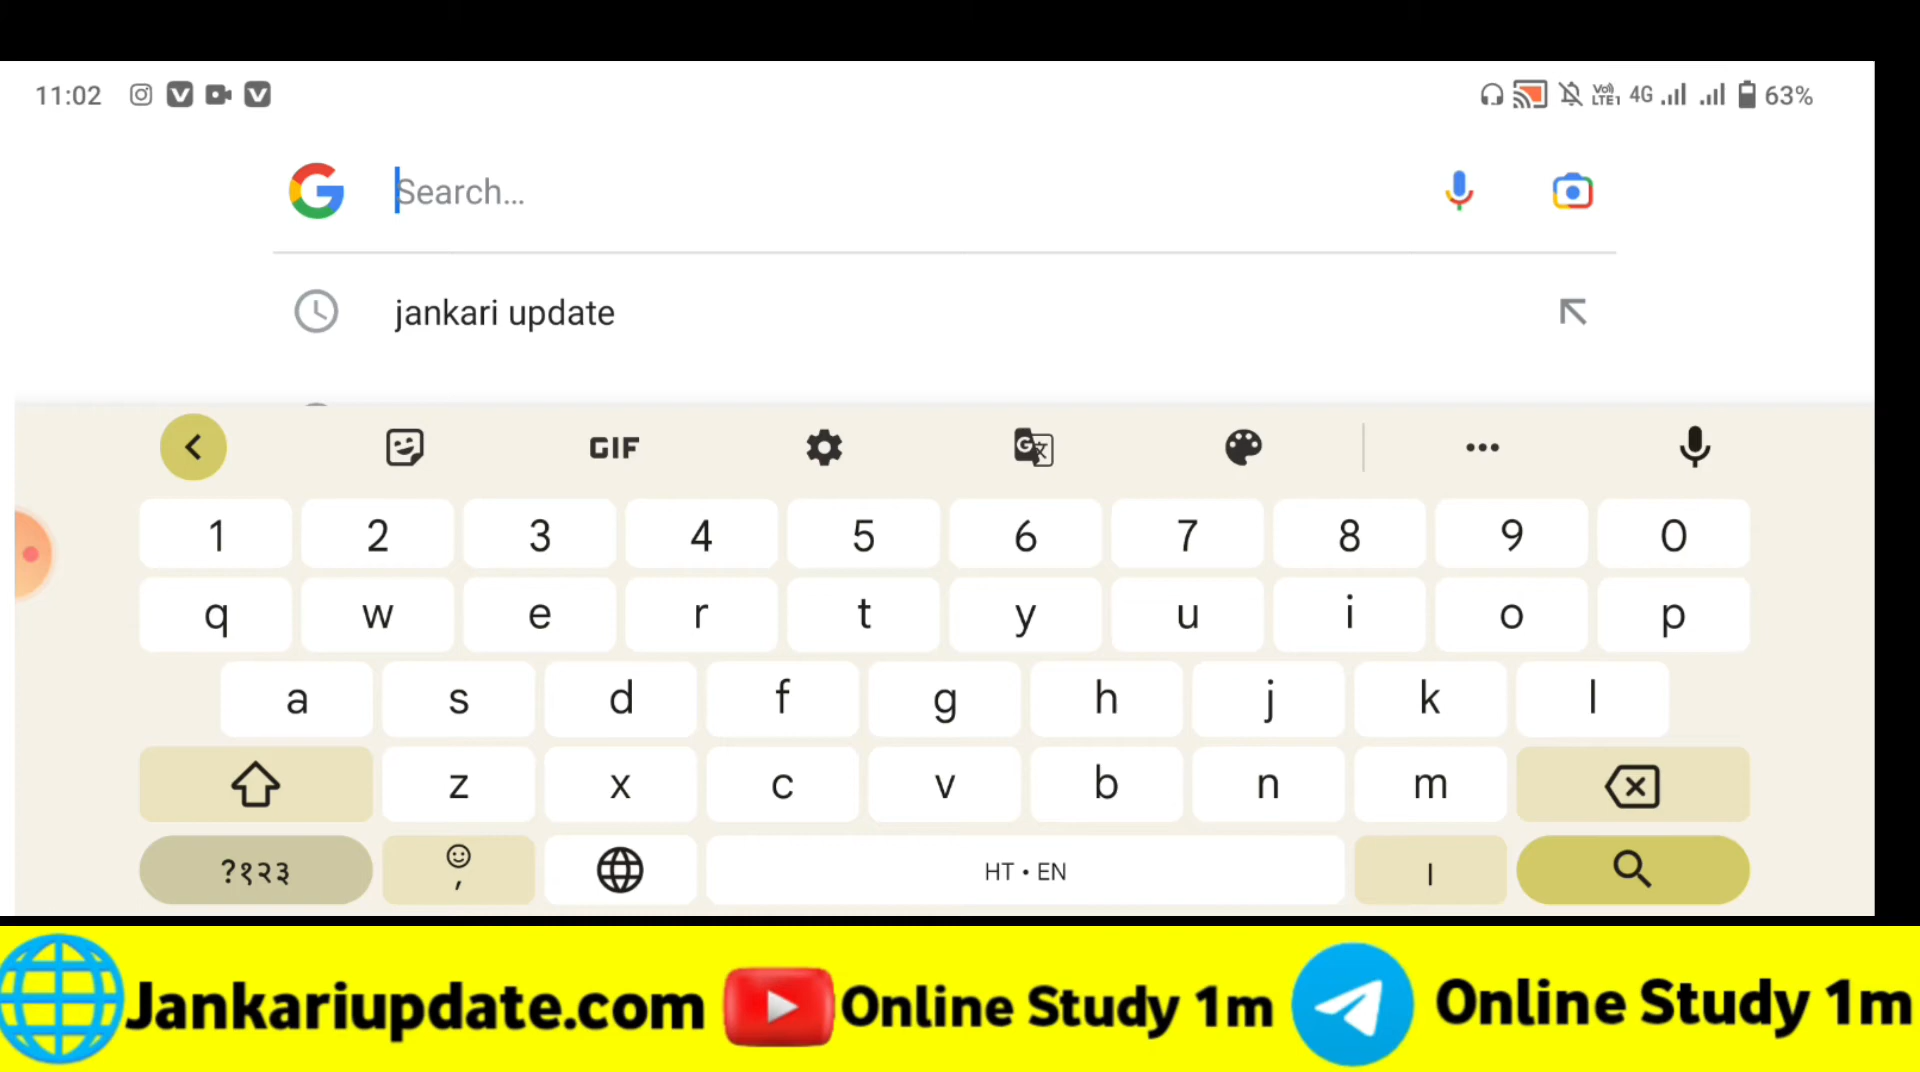 11:02 4G 63%
Search...
jankari update
GIF
1 2 3 4 5 6 7 8 9 0
q w e r t y u i o p
a s d f g h j k l
z x c v b n m
?१२३ , HT • EN ।
Jankariupdate.com Online Study 1m Online Study 1m